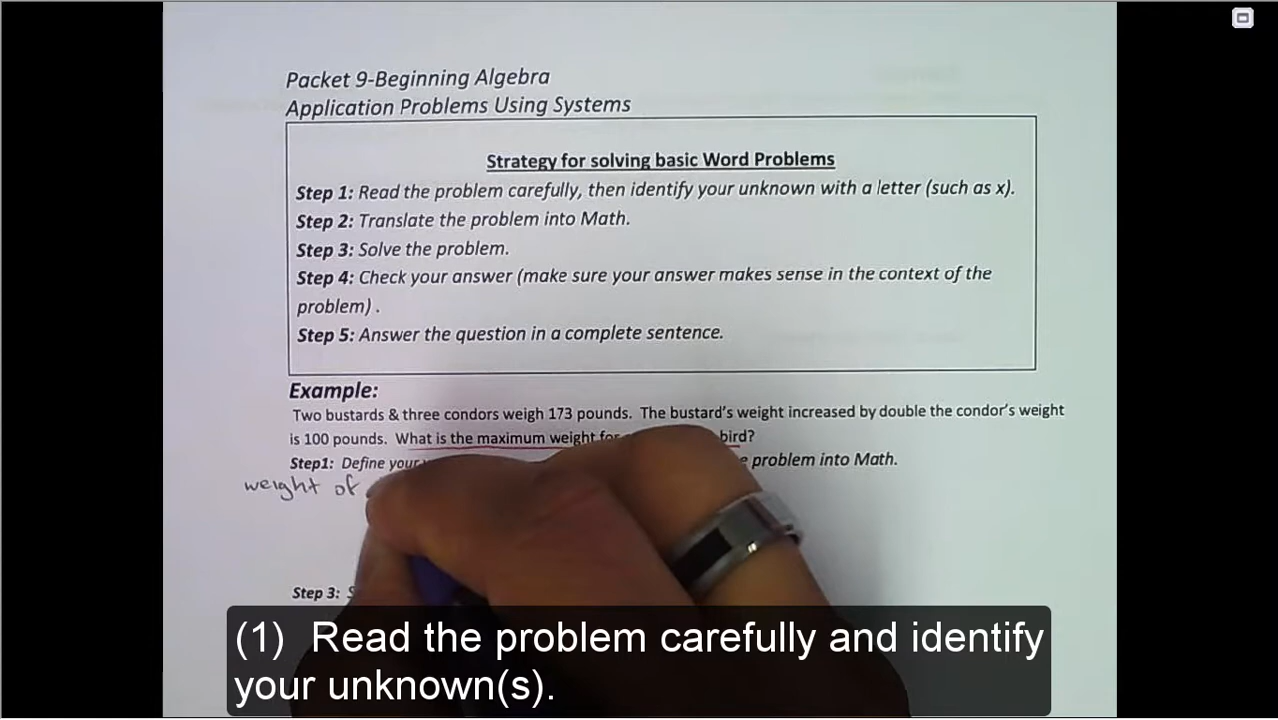 Packet 9-Beginning Algebra
Application Problems Using Systems
Strategy for solving basic Word Problems
Step 1: Read the problem carefully, then identify your unknown with a letter (such as x).
Step 2: Translate the problem into Math.
Step 3: Solve the problem.
Step 4: Check your answer (make sure your answer makes sense in the context of the
problem) .
Step 5: Answer the question in a complete sentence.
Example:
Two bustards & three condors weigh 173 pounds. The bustard's weight increased by double the condor's weight
is 100 pounds. What is the maximum weight for bird?
Step1: Define your problem into Math.
weight of
Step 3:
(1) Read the problem carefully and identify
your unknown(s).